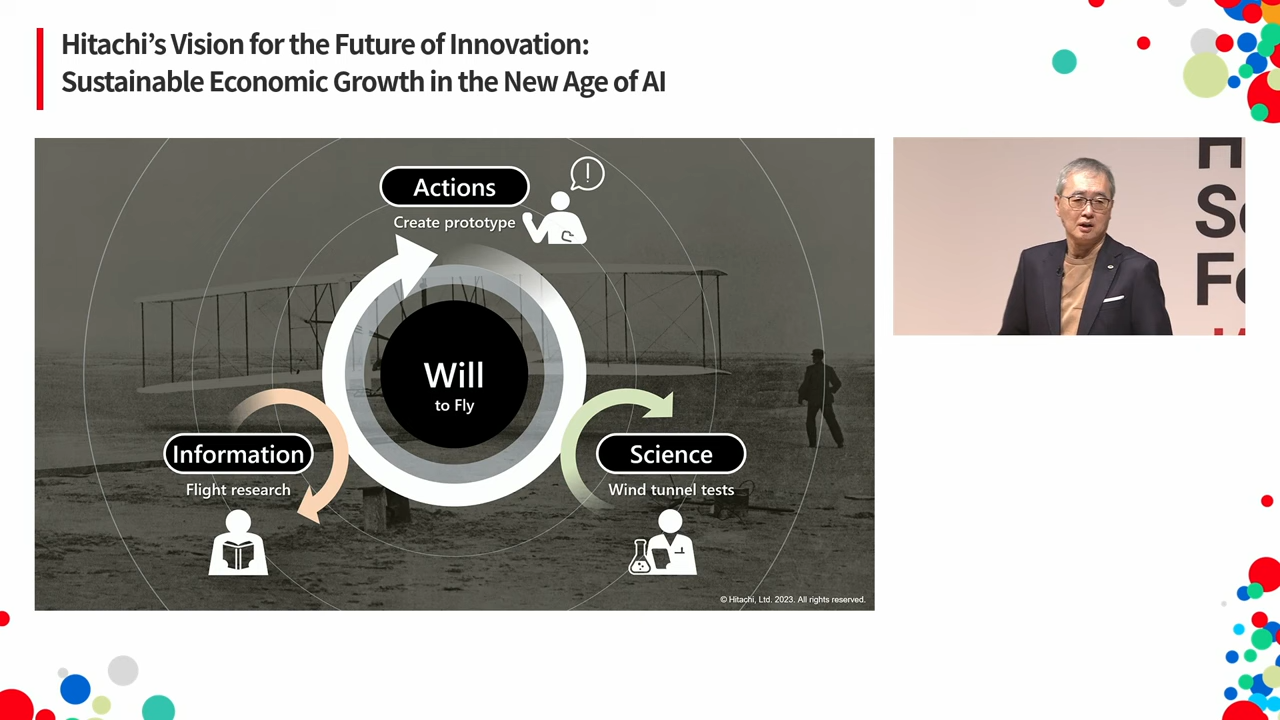 Hitachi’s Vision for the Future of Innovation:
Sustainable Economic Growth in the New Age of AI
Actions
Create prototype
!
Will
to Fly
Information
Flight research
Science
Wind tunnel tests
© Hitachi, Ltd. 2023. All rights reserved.